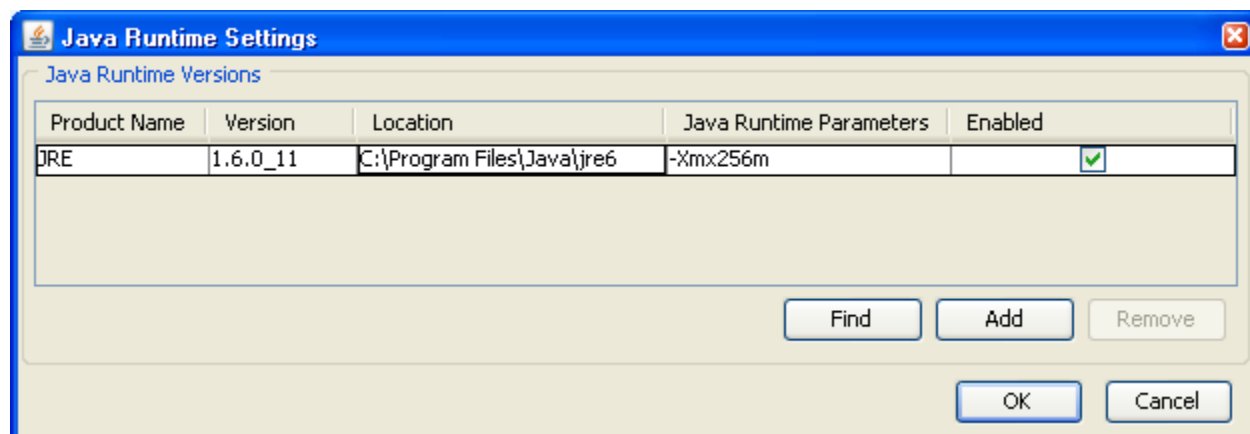 Java Runtime Settings
Java Runtime Versions
Product Name Version Location Java Runtime Parameters Enabled
JRE 1.6.0_11 C:\Program Files\Java\jre6 -Xmx256m
Find Add Remove
OK Cancel